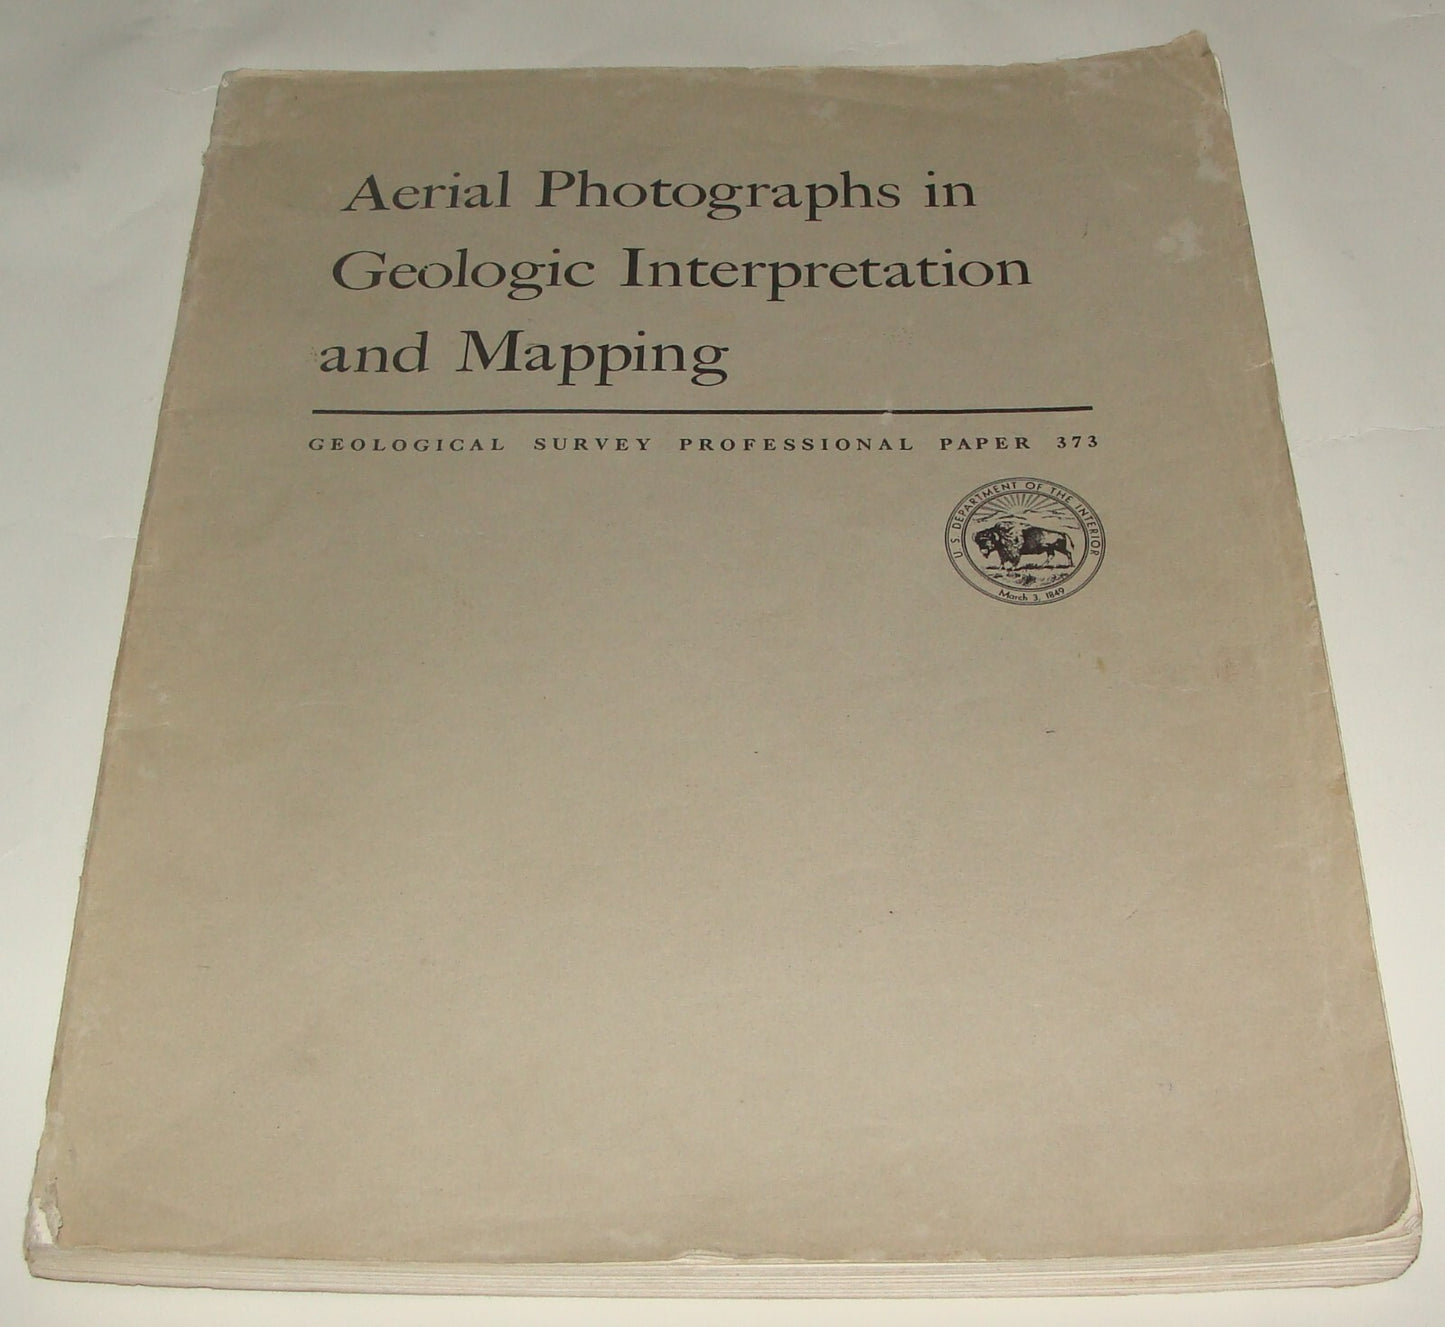 Aerial Photographs in
Geologic Interpretation
and Mapping
GEOLOGICAL SURVEY PROFESSIONAL PAPER 373
U. S. DEPARTMENT OF THE INTERIOR
March 3, 1849